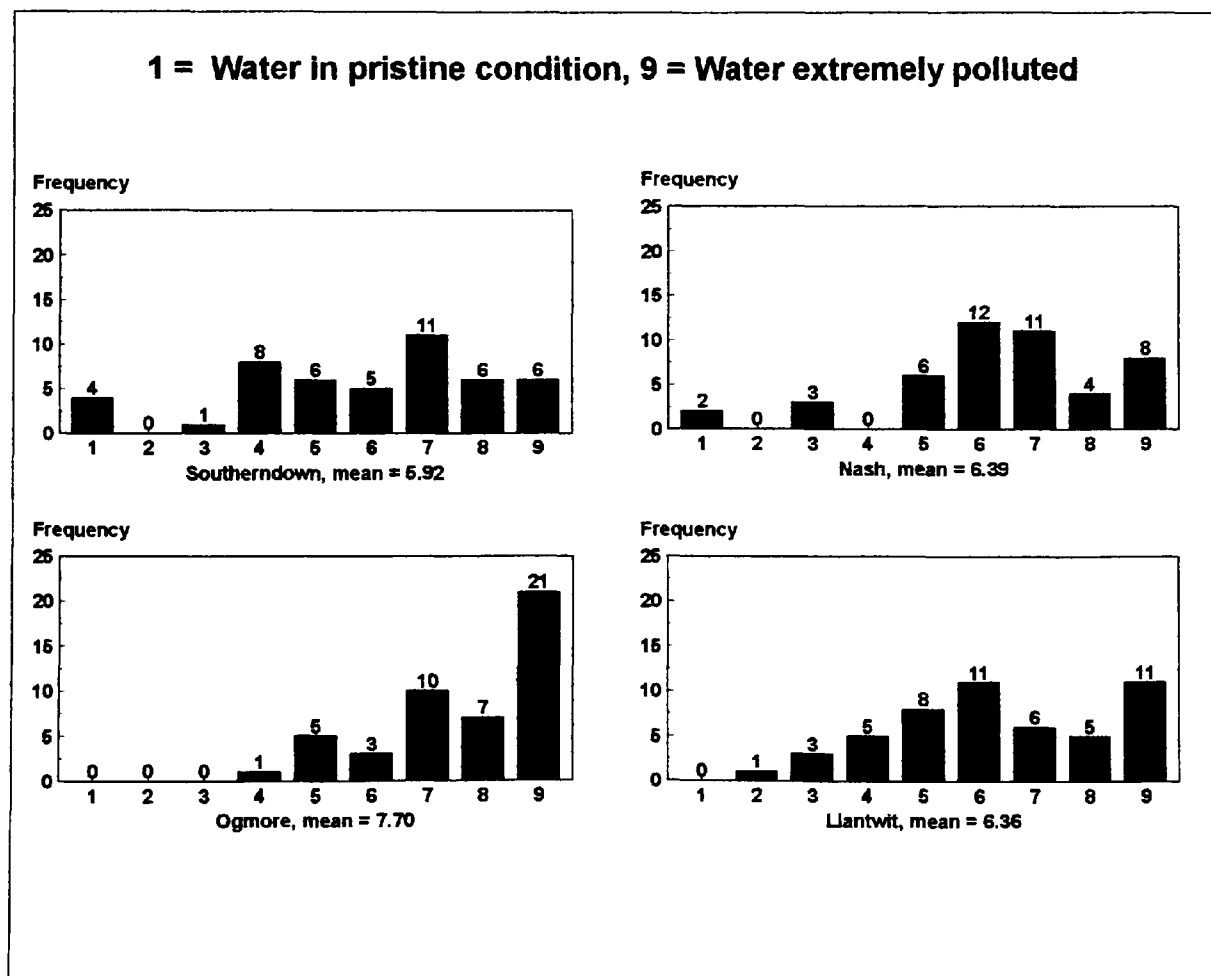 1 = Water in pristine condition, 9 = Water extremely polluted
Frequency
25
20
15
10
5
0
4 0 1 8 6 5 11 6 6
1 2 3 4 5 6 7 8 9
Southerndown, mean = 5.92
Frequency
25
20
15
10
5
0
2 0 3 0 6 12 11 4 8
1 2 3 4 5 6 7 8 9
Nash, mean = 6.39
Frequency
25
20
15
10
5
0
0 0 0 1 5 3 10 7 21
1 2 3 4 5 6 7 8 9
Ogmore, mean = 7.70
Frequency
25
20
15
10
5
0
0 1 3 5 8 11 6 5 11
1 2 3 4 5 6 7 8 9
Llantwit, mean = 6.36